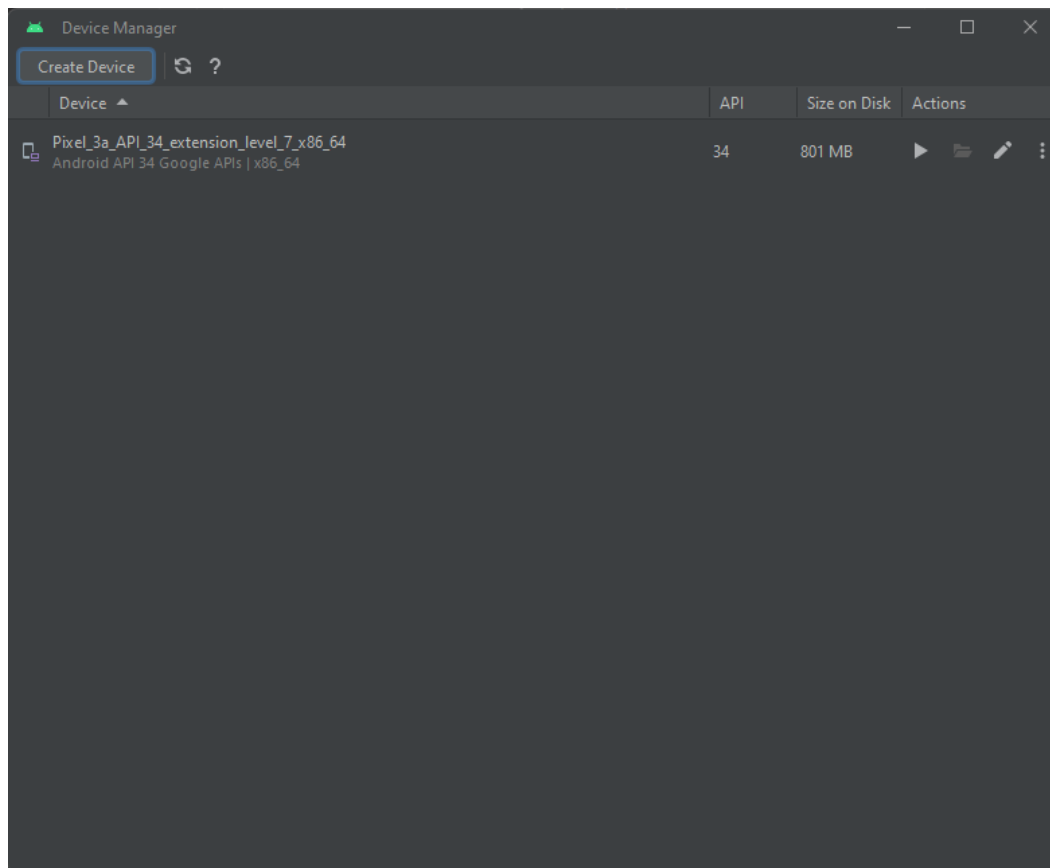 Device Manager
Create Device ?
Device API Size on Disk Actions
Pixel_3a_API_34_extension_level_7_x86_64
Android API 34 Google APIs | x86_64
34 801 MB